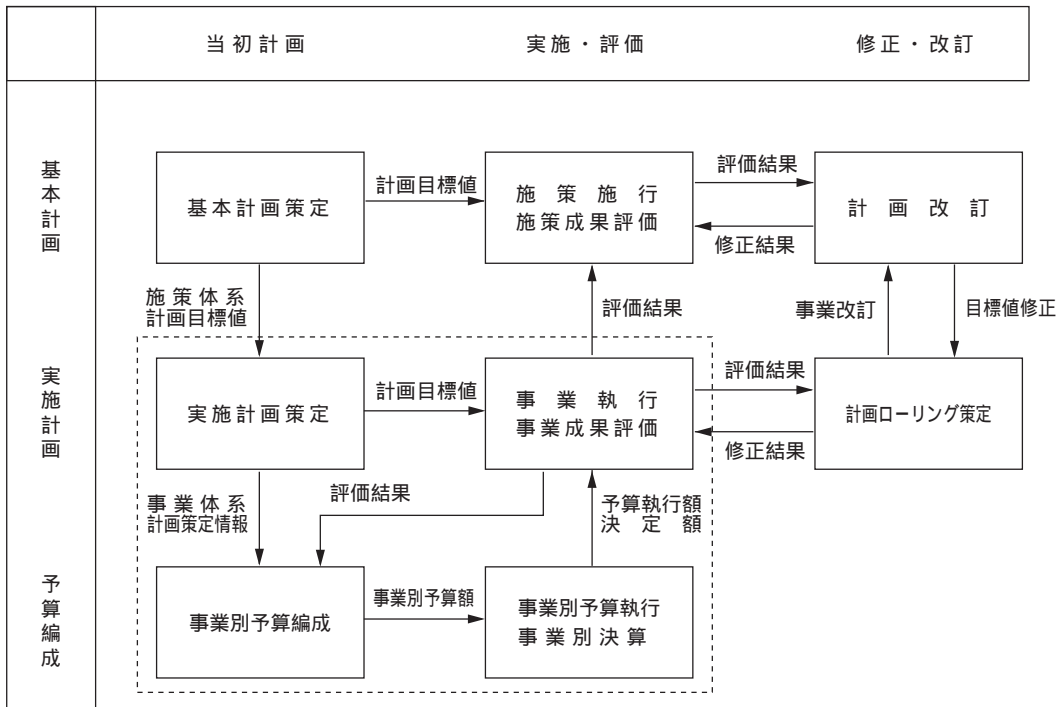 当初計画
実施・評価
修正・改訂
基本計画
基本計画策定
計画目標値
施策施行
施策成果評価
評価結果
修正結果
計画改訂
施策体系
計画目標値
評価結果
事業改訂
目標値修正
実施計画
実施計画策定
計画目標値
事業執行
事業成果評価
評価結果
修正結果
計画ローリング策定
事業体系
計画策定情報
評価結果
予算執行額
決定額
予算編成
事業別予算編成
事業別予算額
事業別予算執行
事業別決算